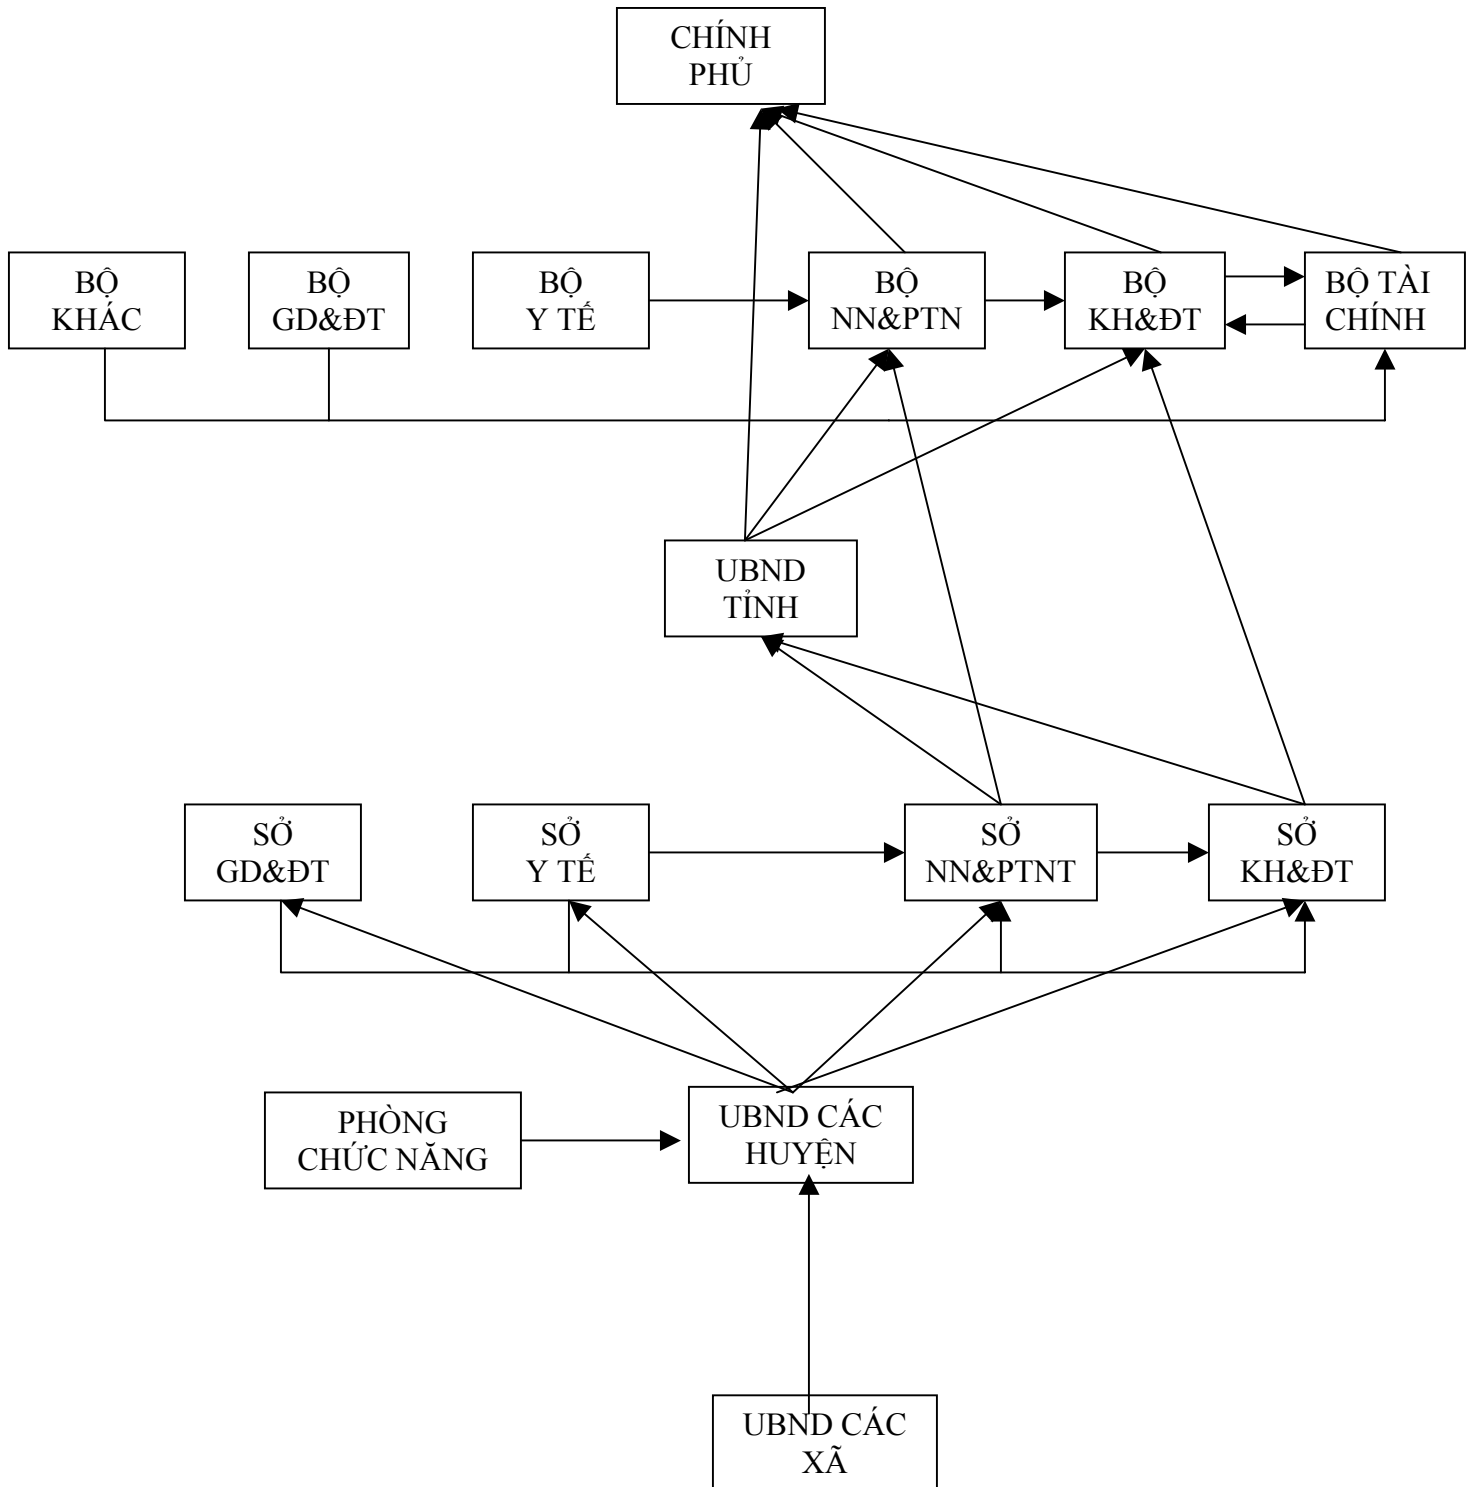 CHÍNH
PHỦ
BỘ
KHÁC
BỘ
GD&ĐT
BỘ
Y TẾ
BỘ
NN&PTN
BỘ
KH&ĐT
BỘ TÀI
CHÍNH
UBND
TỈNH
SỞ
GD&ĐT
SỞ
Y TẾ
SỞ
NN&PTNT
SỞ
KH&ĐT
PHÒNG
CHỨC NĂNG
UBND CÁC
HUYỆN
UBND CÁC
XÃ